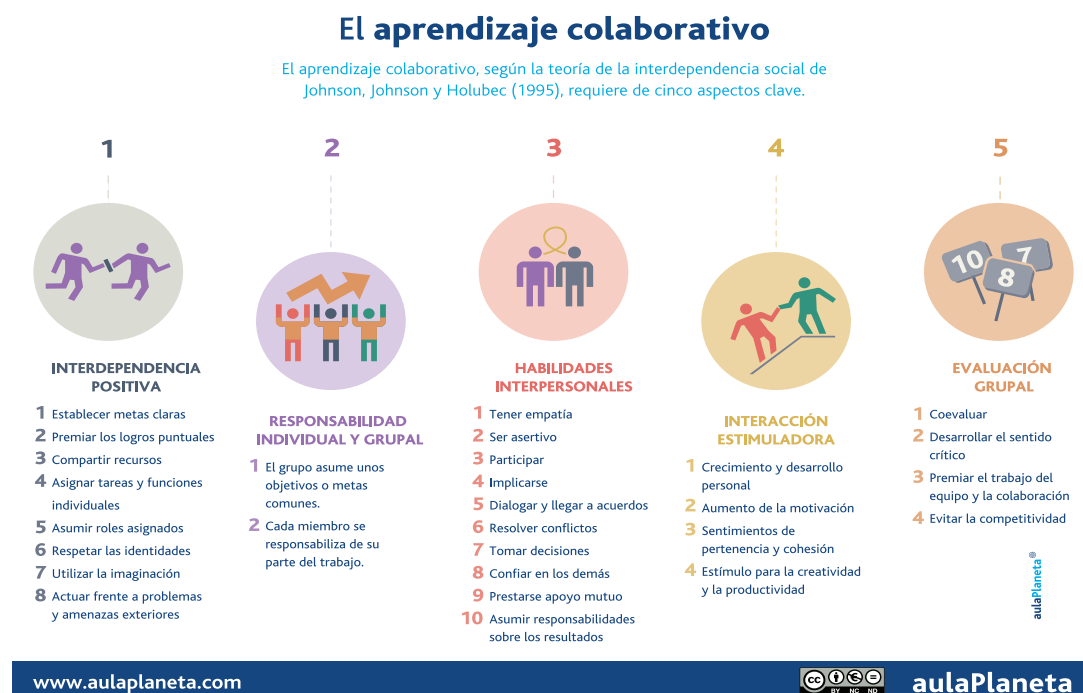 El aprendizaje colaborativo
El aprendizaje colaborativo, según la teoría de la interdependencia social de
Johnson, Johnson y Holubec (1995), requiere de cinco aspectos clave.
1
INTERDEPENDENCIA
POSITIVA
1 Establecer metas claras
2 Premiar los logros puntuales
3 Compartir recursos
4 Asignar tareas y funciones
individuales
5 Asumir roles asignados
6 Respetar las identidades
7 Utilizar la imaginación
8 Actuar frente a problemas
y amenazas exteriores
2
RESPONSABILIDAD
INDIVIDUAL Y GRUPAL
1 El grupo asume unos
objetivos o metas
comunes.
2 Cada miembro se
responsabiliza de su
parte del trabajo.
3
HABILIDADES
INTERPERSONALES
1 Tener empatía
2 Ser asertivo
3 Participar
4 Implicarse
5 Dialogar y llegar a acuerdos
6 Resolver conflictos
7 Tomar decisiones
8 Confiar en los demás
9 Prestarse apoyo mutuo
10 Asumir responsabilidades
sobre los resultados
4
INTERACCIÓN
ESTIMULADORA
1 Crecimiento y desarrollo
personal
2 Aumento de la motivación
3 Sentimientos de
pertenencia y cohesión
4 Estímulo para la creatividad
y la productividad
5
10
7
8
EVALUACIÓN
GRUPAL
1 Coevaluar
2 Desarrollar el sentido
crítico
3 Premiar el trabajo del
equipo y la colaboración
4 Evitar la competitividad
aulaPlaneta®
www.aulaplaneta.com
cc
BY NC ND
aulaPlaneta